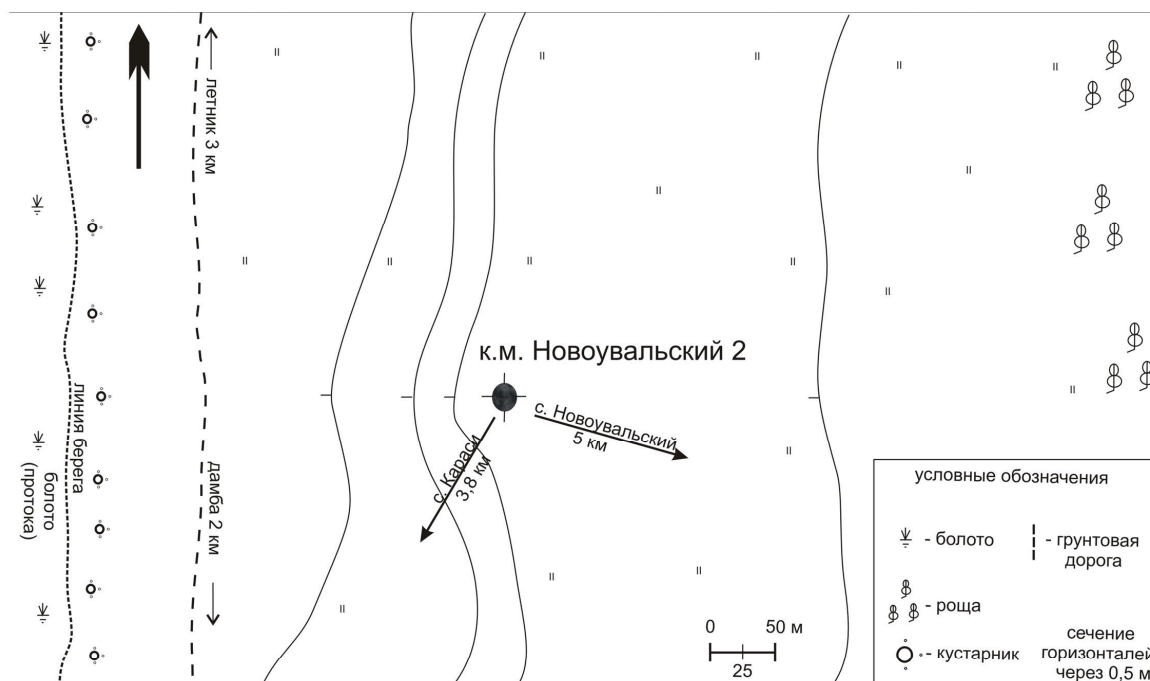 летник 3 км
к.м. Новоувальский 2
с. Новоувальский
5 км
с. Караси
3,8 км
линия берега
болото
(протока)
дамба 2 км
0 50 м
25
условные обозначения
- болото
- грунтовая
дорога
- роща
- кустарник
сечение
горизонталей
через 0,5 м